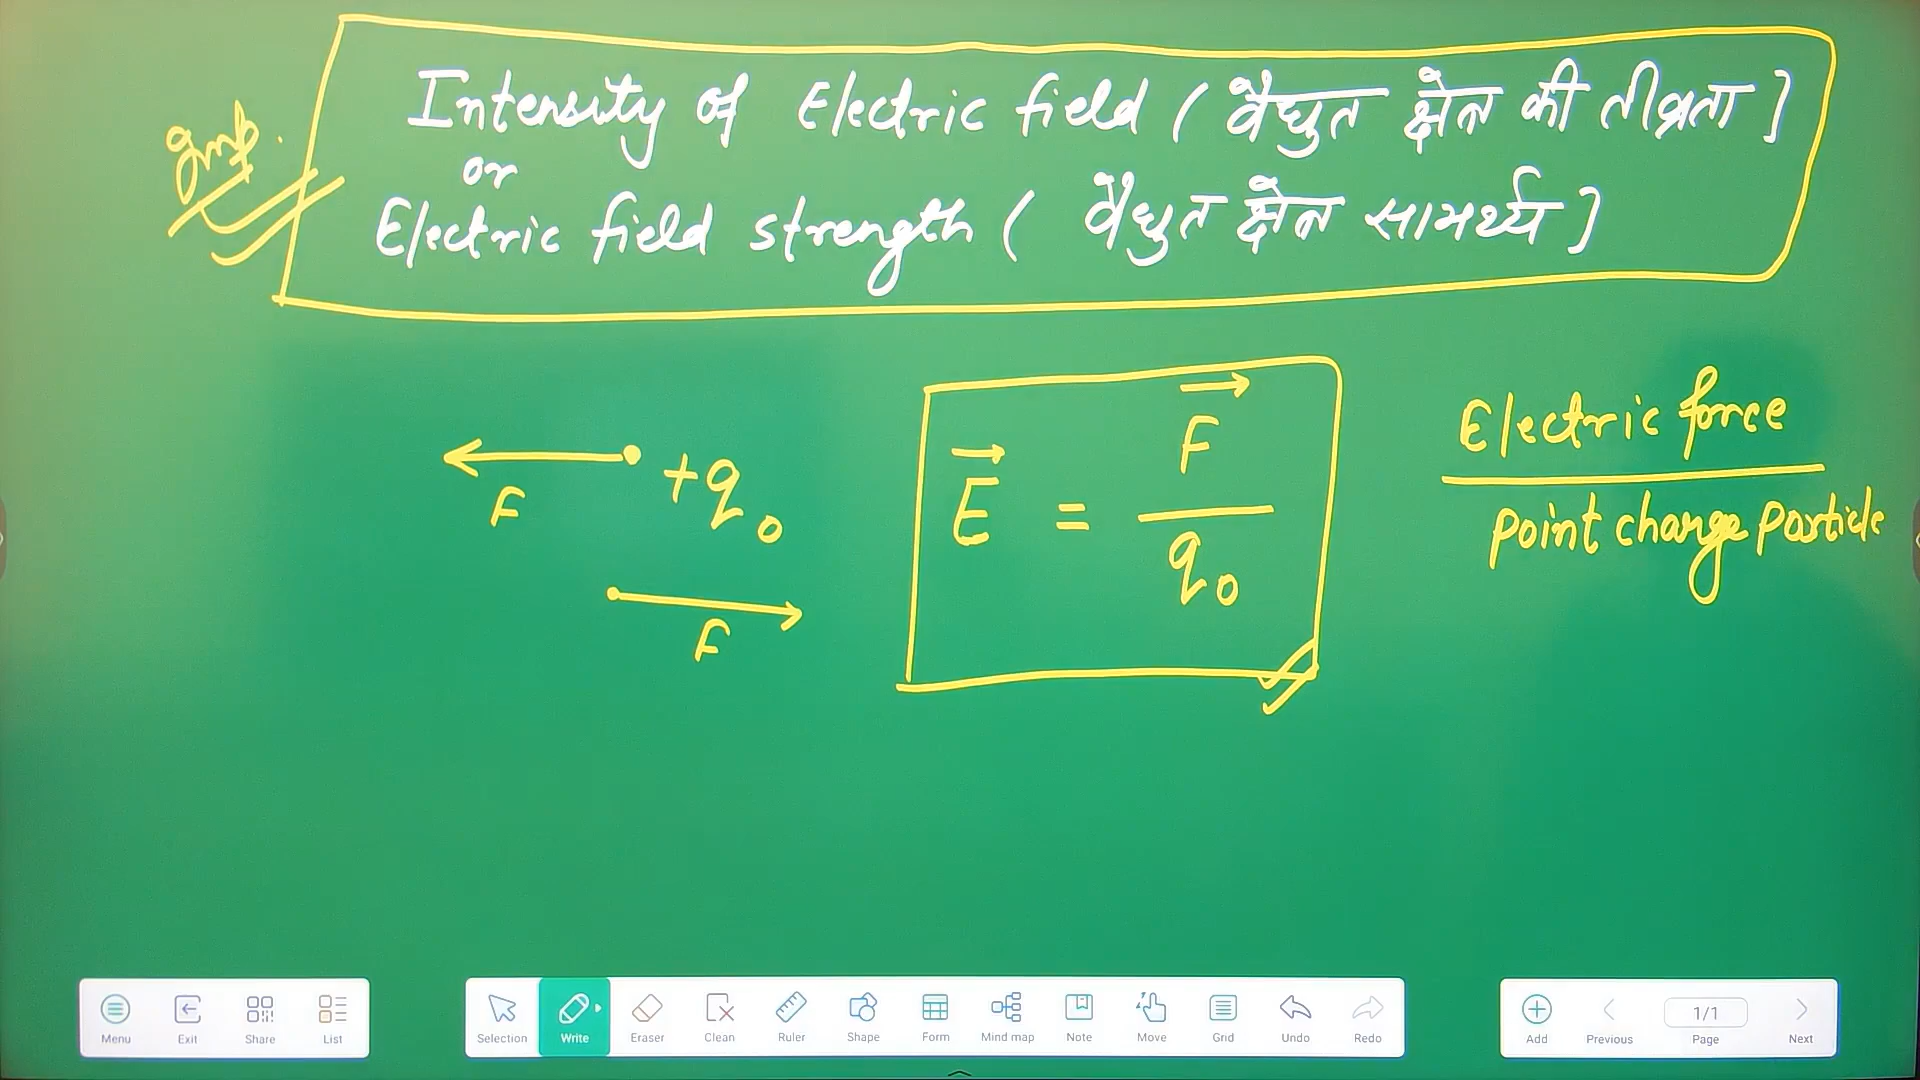 Imp.
Intensity of Electric field ( वैद्युत क्षेत्र की तीव्रता )
or
Electric field strength ( वैद्युत क्षेत्र सामर्थ्य )
F +q₀
F
E = F / q₀
Electric force
point charge particle
Menu Exit Share List
Selection Write Eraser Clean Ruler Shape Form Mind map Note Move Grid Undo Redo
Add Previous 1/1 Page Next